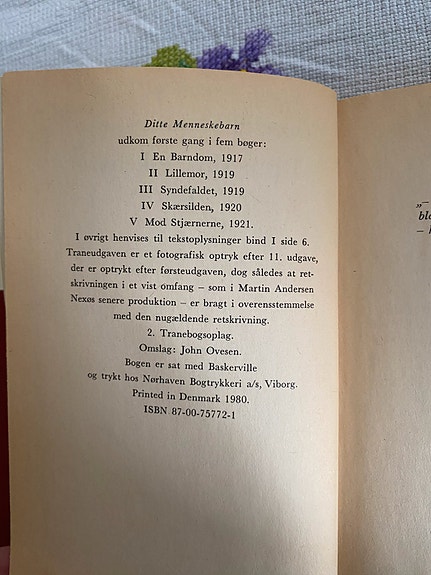 Ditte Menneskebarn
udkom første gang i fem bøger:
I En Barndom, 1917
II Lillemor, 1919
III Syndefaldet, 1919
IV Skærsilden, 1920
V Mod Stjærnerne, 1921.
I øvrigt henvises til tekstoplysninger bind I side 6.
Traneudgaven er et fotografisk optryk efter 11. udgave,
der er optrykt efter førsteudgaven, dog således at ret-
skrivningen i et vist omfang – som i Martin Andersen
Nexøs senere produktion – er bragt i overensstemmelse
med den nugældende retskrivning.
2. Tranebogsoplag.
Omslag: John Ovesen.
Bogen er sat med Baskerville
og trykt hos Nørhaven Bogtrykkeri a/s, Viborg.
Printed in Denmark 1980.
ISBN 87-00-75772-1